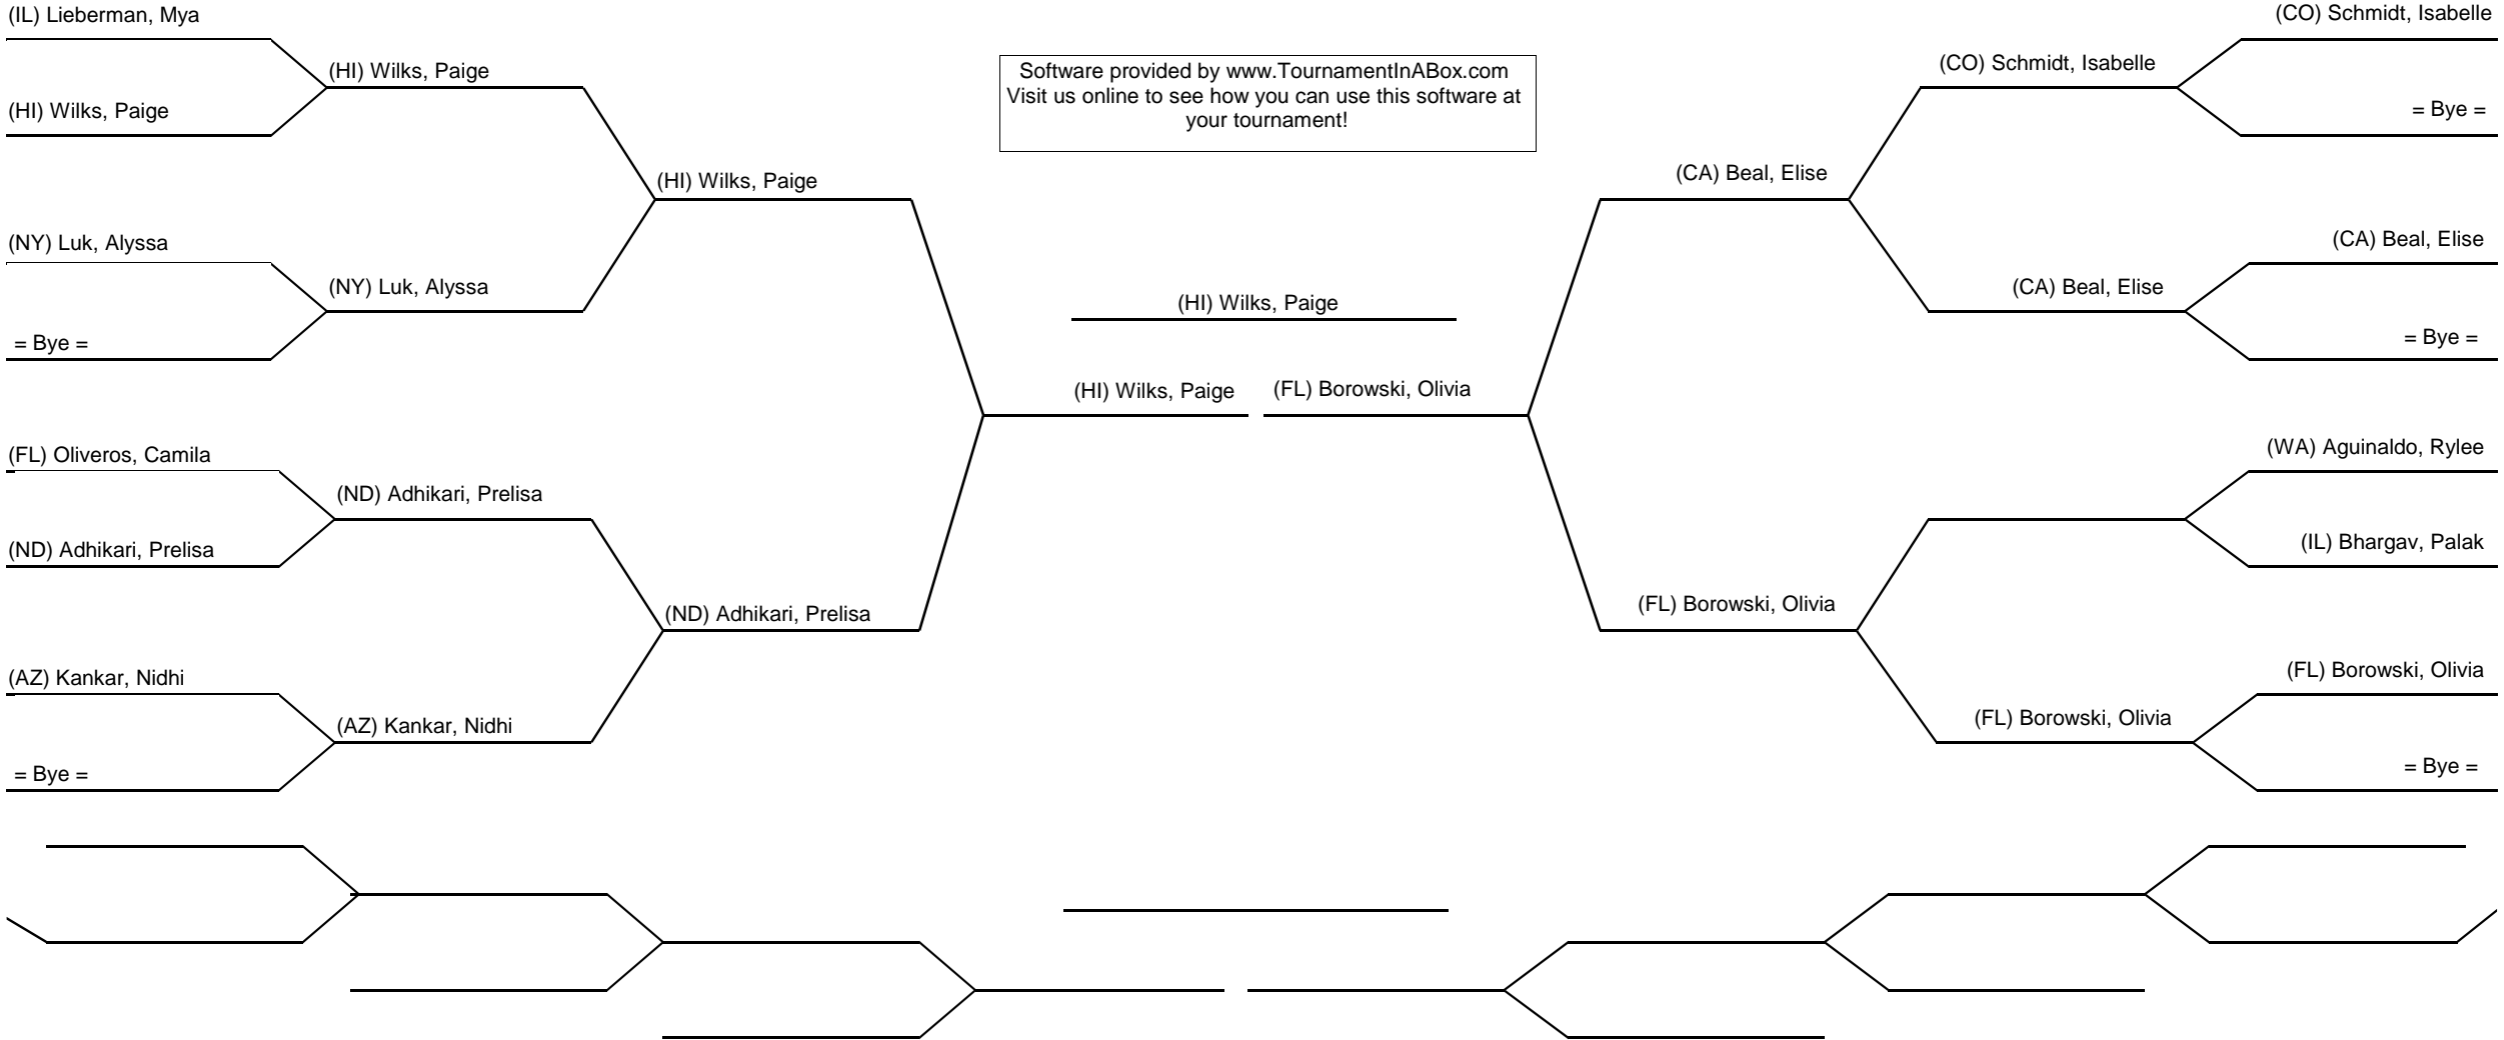 (IL) Lieberman, Mya
(HI) Wilks, Paige
(HI) Wilks, Paige
(HI) Wilks, Paige
(NY) Luk, Alyssa
(NY) Luk, Alyssa
= Bye =
(FL) Oliveros, Camila
(ND) Adhikari, Prelisa
(ND) Adhikari, Prelisa
(ND) Adhikari, Prelisa
(AZ) Kankar, Nidhi
(AZ) Kankar, Nidhi
= Bye =
Software provided by www.TournamentInABox.com
Visit us online to see how you can use this software at
your tournament!
(HI) Wilks, Paige
(HI) Wilks, Paige
(FL) Borowski, Olivia
(CO) Schmidt, Isabelle
(CO) Schmidt, Isabelle
= Bye =
(CA) Beal, Elise
(CA) Beal, Elise
(CA) Beal, Elise
= Bye =
(WA) Aguinaldo, Rylee
(IL) Bhargav, Palak
(FL) Borowski, Olivia
(FL) Borowski, Olivia
(FL) Borowski, Olivia
= Bye =